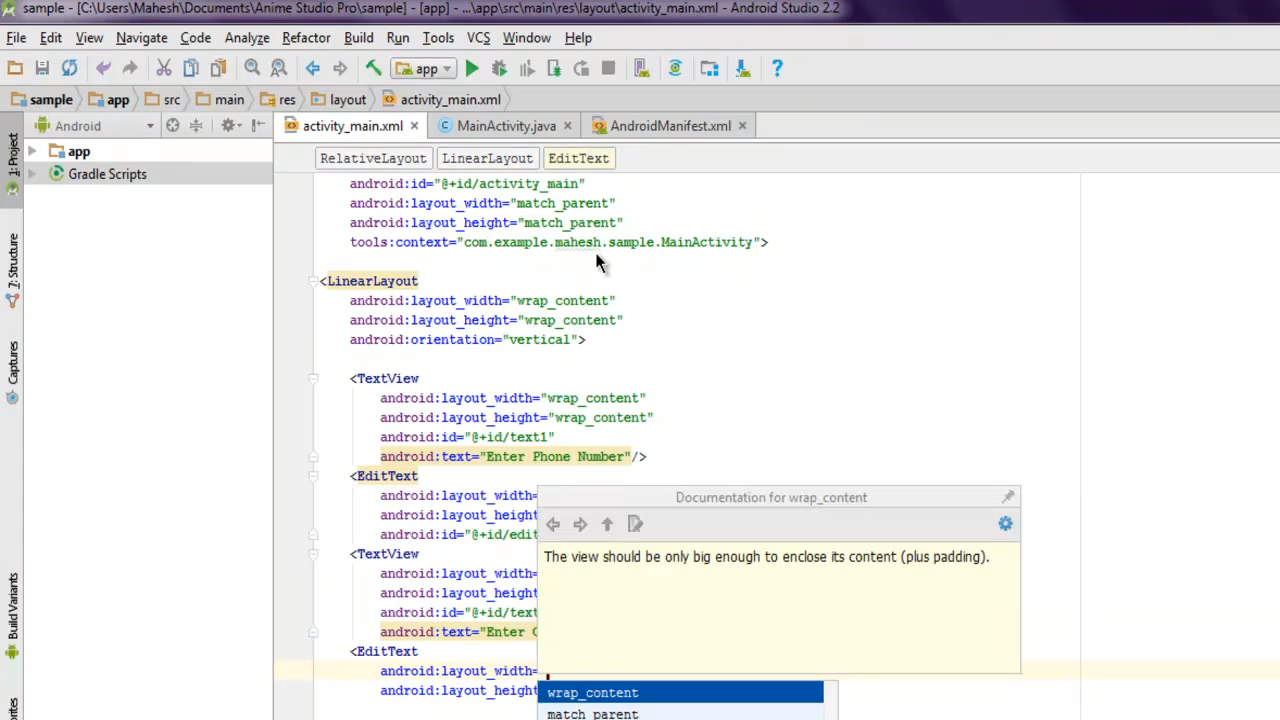 sample - [C:\Users\Mahesh\Documents\Anime Studio Pro\sample] - [app] - ...\app\src\main\res\layout\activity_main.xml - Android Studio 2.2
File Edit View Navigate Code Analyze Refactor Build Run Tools VCS Window Help
app
sample app src main res layout activity_main.xml
Android activity_main.xml MainActivity.java AndroidManifest.xml
1: Project
7: Structure
Captures
Build Variants
app
Gradle Scripts
RelativeLayout LinearLayout EditText
android:id="@+id/activity_main"
android:layout_width="match_parent"
android:layout_height="match_parent"
tools:context="com.example.mahesh.sample.MainActivity">
<LinearLayout
android:layout_width="wrap_content"
android:layout_height="wrap_content"
android:orientation="vertical">
<TextView
android:layout_width="wrap_content"
android:layout_height="wrap_content"
android:id="@+id/text1"
android:text="Enter Phone Number"/>
<EditText
android:layout_width=
android:layout_height=
android:id="@+id/edit
<TextView
android:layout_width=
android:layout_height=
android:id="@+id/text
android:text="Enter
<EditText
android:layout_width=
android:layout_height
Documentation for wrap_content
The view should be only big enough to enclose its content (plus padding).
wrap_content
match_parent